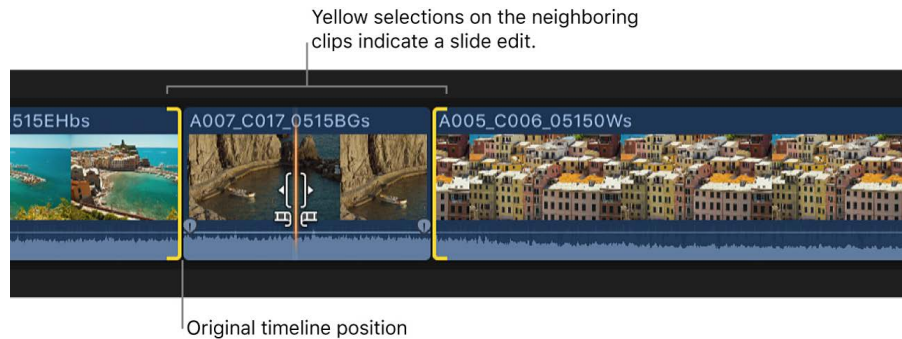 Yellow selections on the neighboring
clips indicate a slide edit.
515EHbs
A007_C017_0515BGs
A005_C006_05150Ws
Original timeline position